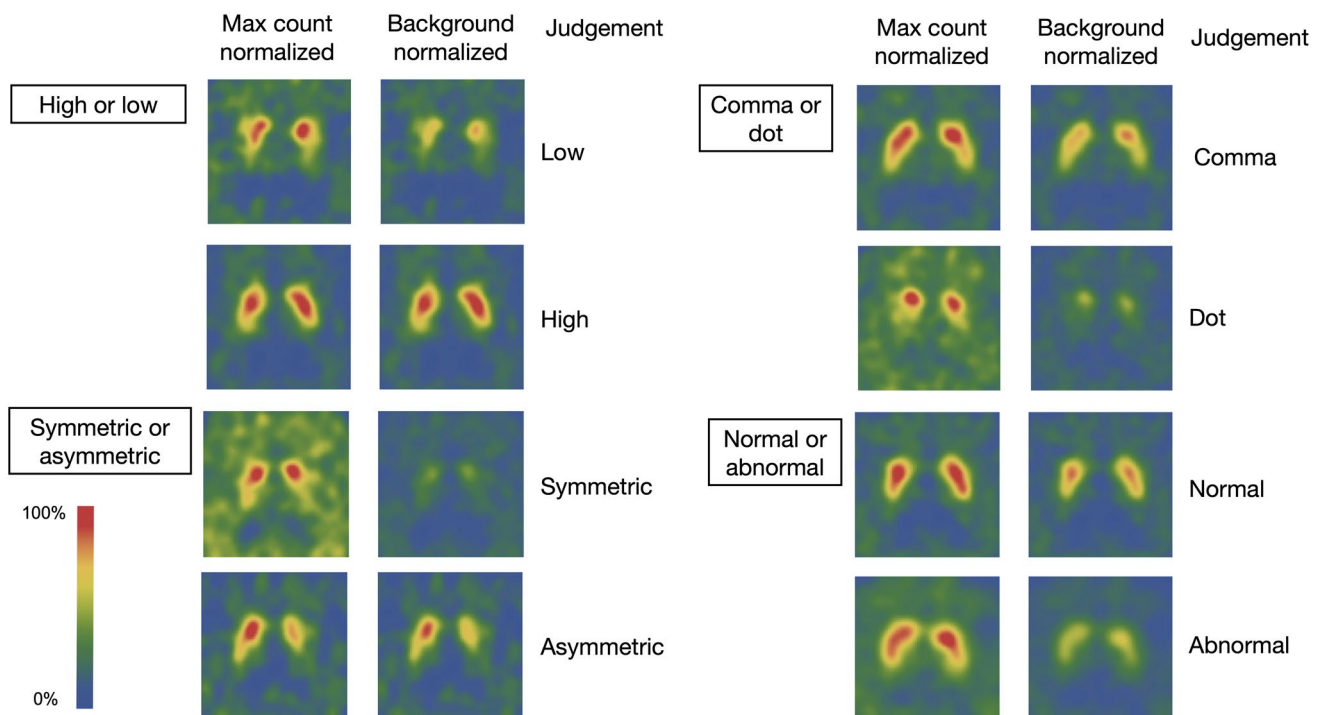 Max count
normalized
Background
normalized
Judgement
High or low
Low
High
Symmetric or
asymmetric
Symmetric
100%
0%
Asymmetric
Max count
normalized
Background
normalized
Judgement
Comma or
dot
Comma
Dot
Normal or
abnormal
Normal
Abnormal